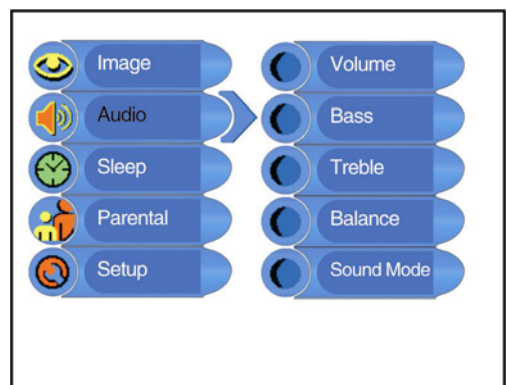 Image
Audio
Sleep
Parental
Setup
Volume
Bass
Treble
Balance
Sound Mode